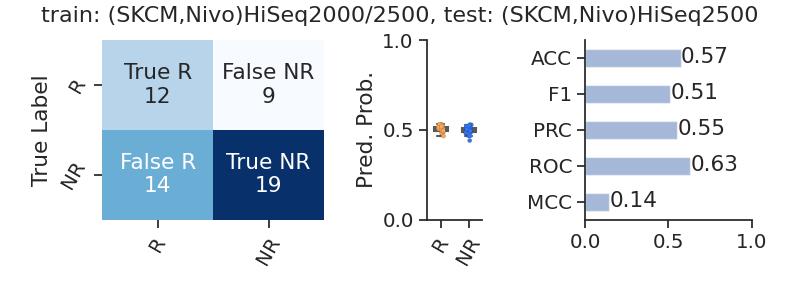 train: (SKCM,Nivo)HiSeq2000/2500, test: (SKCM,Nivo)HiSeq2500
True Label
R
NR
True R
12
False NR
9
False R
14
True NR
19
R
NR
Pred. Prob.
1.0
0.5
0.0
R
NR
ACC
0.57
F1
0.51
PRC
0.55
ROC
0.63
MCC
0.14
0.0
0.5
1.0